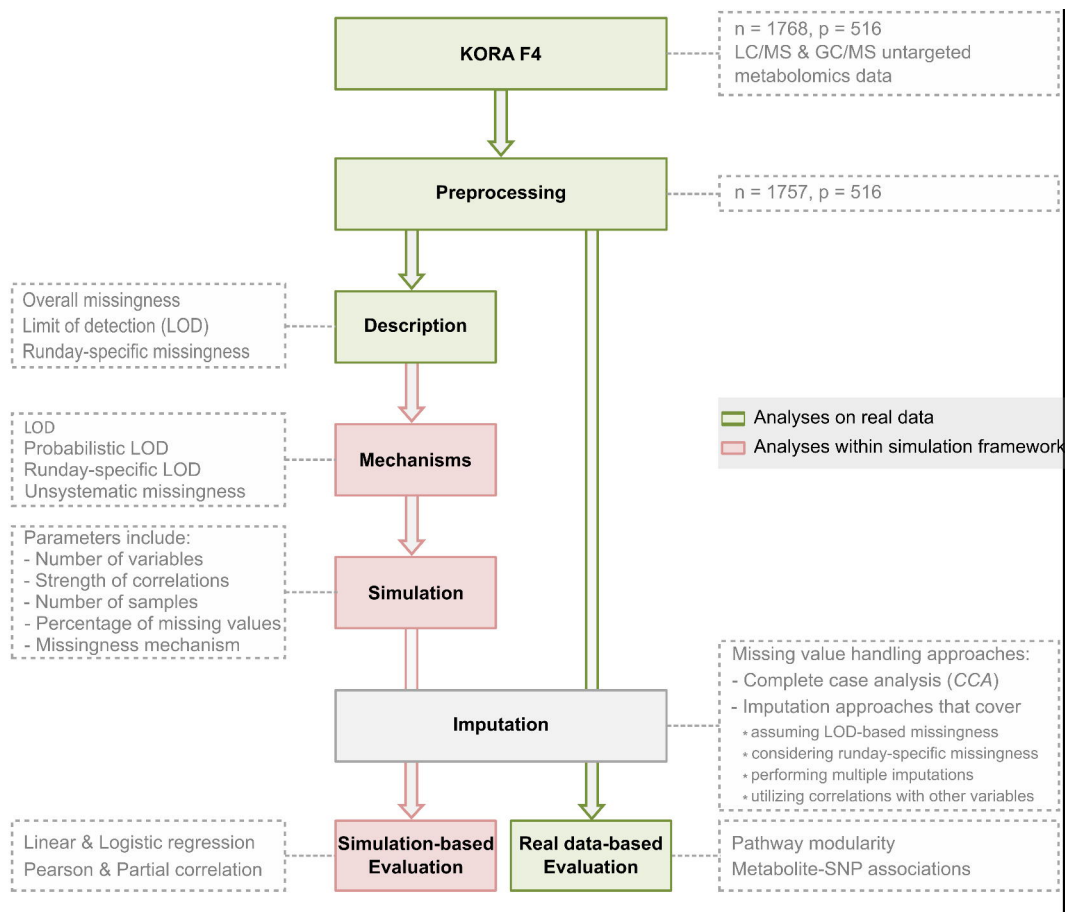 KORA F4
n = 1768, p = 516
LC/MS & GC/MS untargeted
metabolomics data
Preprocessing
n = 1757, p = 516
Overall missingness
Limit of detection (LOD)
Runday-specific missingness
Description
LOD
Probabilistic LOD
Runday-specific LOD
Unsystematic missingness
Mechanisms
Analyses on real data
Analyses within simulation framework
Parameters include:
- Number of variables
- Strength of correlations
- Number of samples
- Percentage of missing values
- Missingness mechanism
Simulation
Imputation
Missing value handling approaches:
- Complete case analysis (CCA)
- Imputation approaches that cover
* assuming LOD-based missingness
* considering runday-specific missingness
* performing multiple imputations
* utilizing correlations with other variables
Linear & Logistic regression
Pearson & Partial correlation
Simulation-based
Evaluation
Real data-based
Evaluation
Pathway modularity
Metabolite-SNP associations